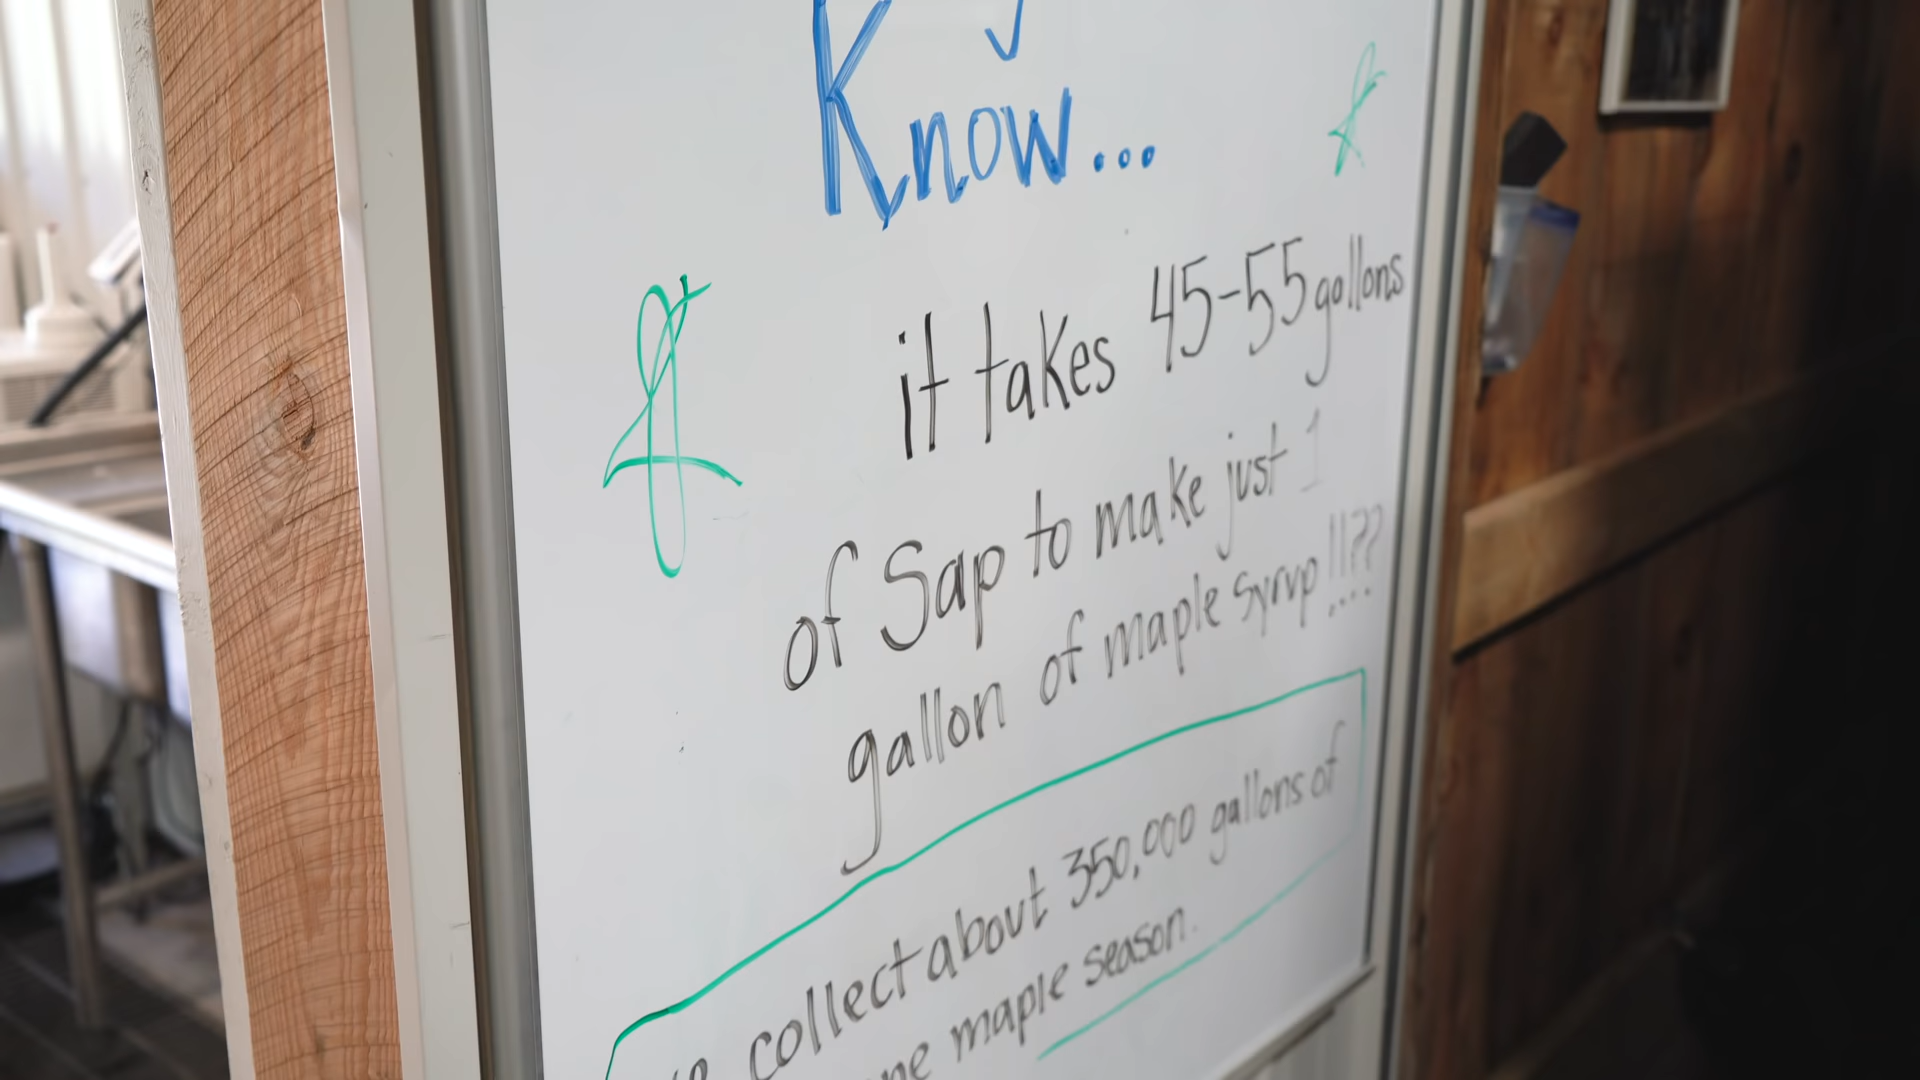 Know...
it takes 45-55 gallons
of Sap to make just 1
gallon of maple syrup !!??
collect about 350,000 gallons of
maple season.